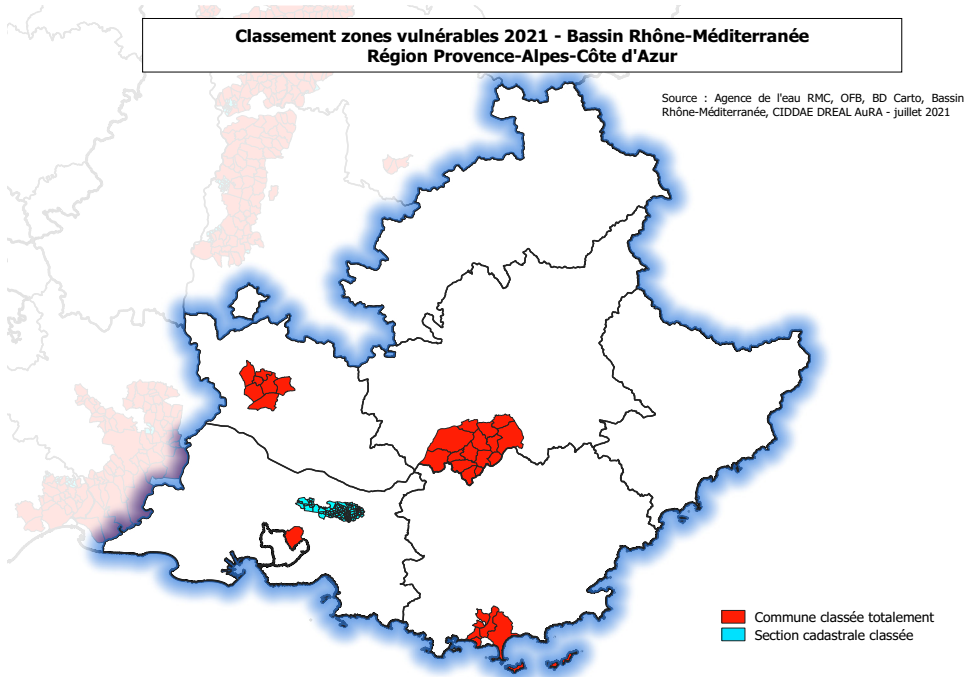 Classement zones vulnérables 2021 - Bassin Rhône-Méditerranée
Région Provence-Alpes-Côte d'Azur
Source : Agence de l'eau RMC, OFB, BD Carto, Bassin
Rhône-Méditerranée, CIDDAE DREAL AuRA - juillet 2021
Commune classée totalement
Section cadastrale classée